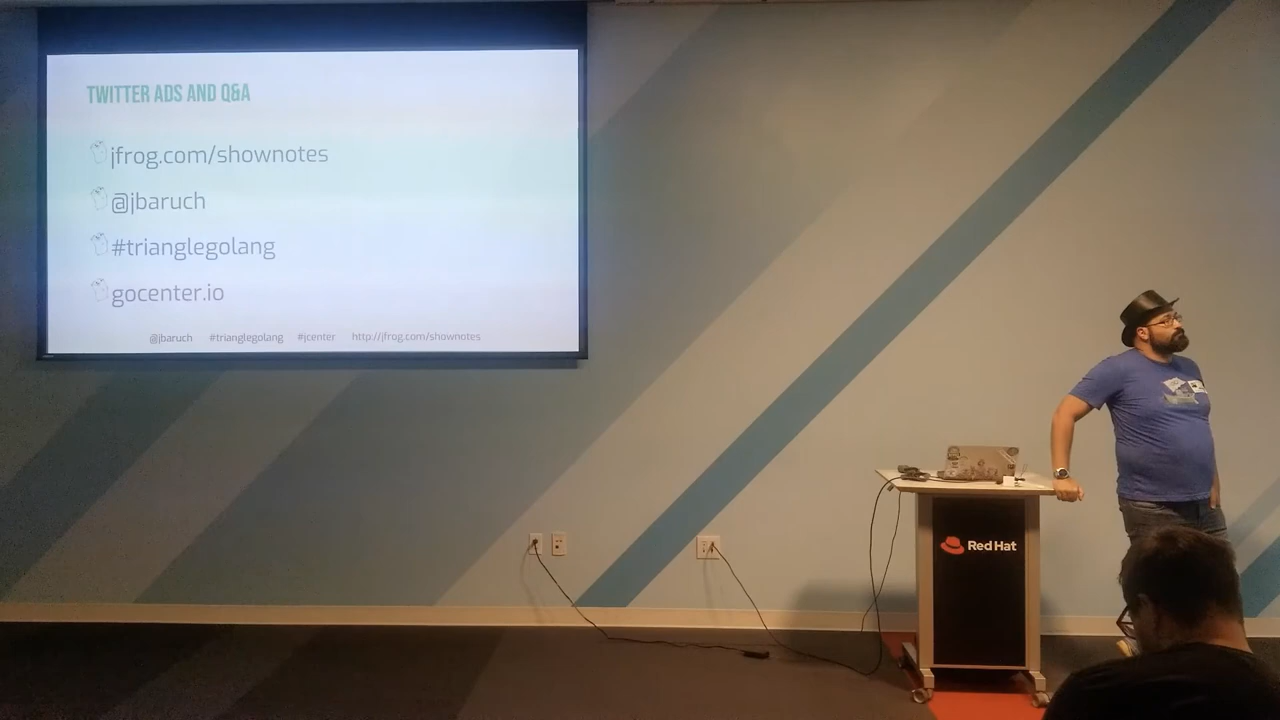 TWITTER ADS AND Q&A
jfrog.com/shownotes
@jbaruch
#trianglegolang
gocenter.io
@jbaruch #trianglegolang #jcenter http://jfrog.com/shownotes
Red Hat